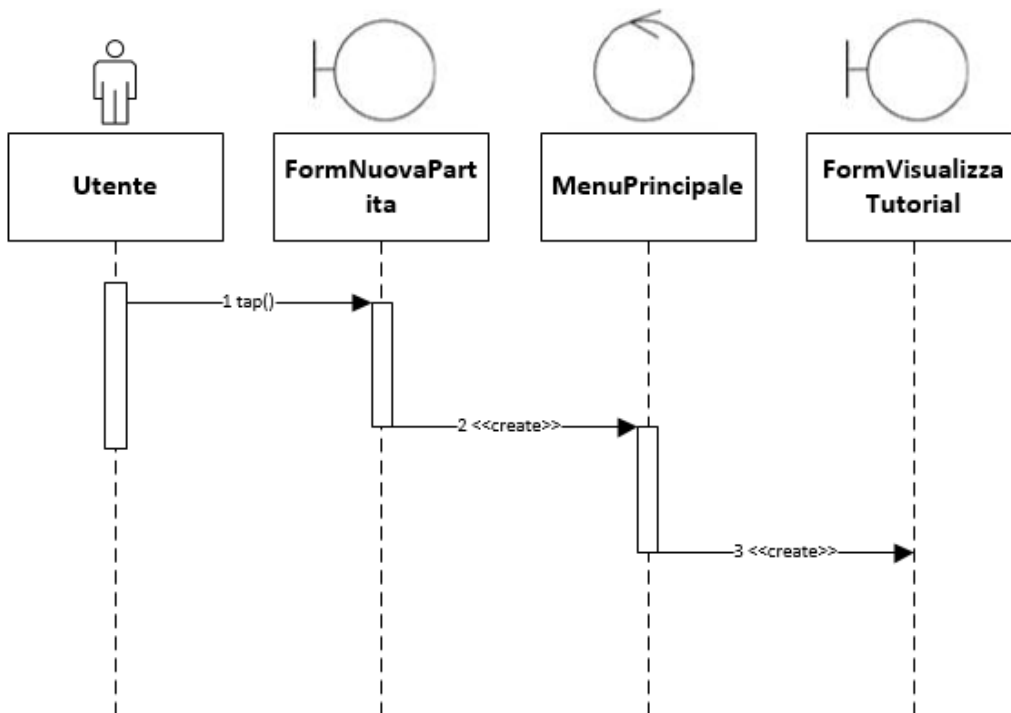 Utente
FormNuovaPart
ita
MenuPrincipale
FormVisualizza
Tutorial
1 tap()
2 <<create>>
3 <<create>>